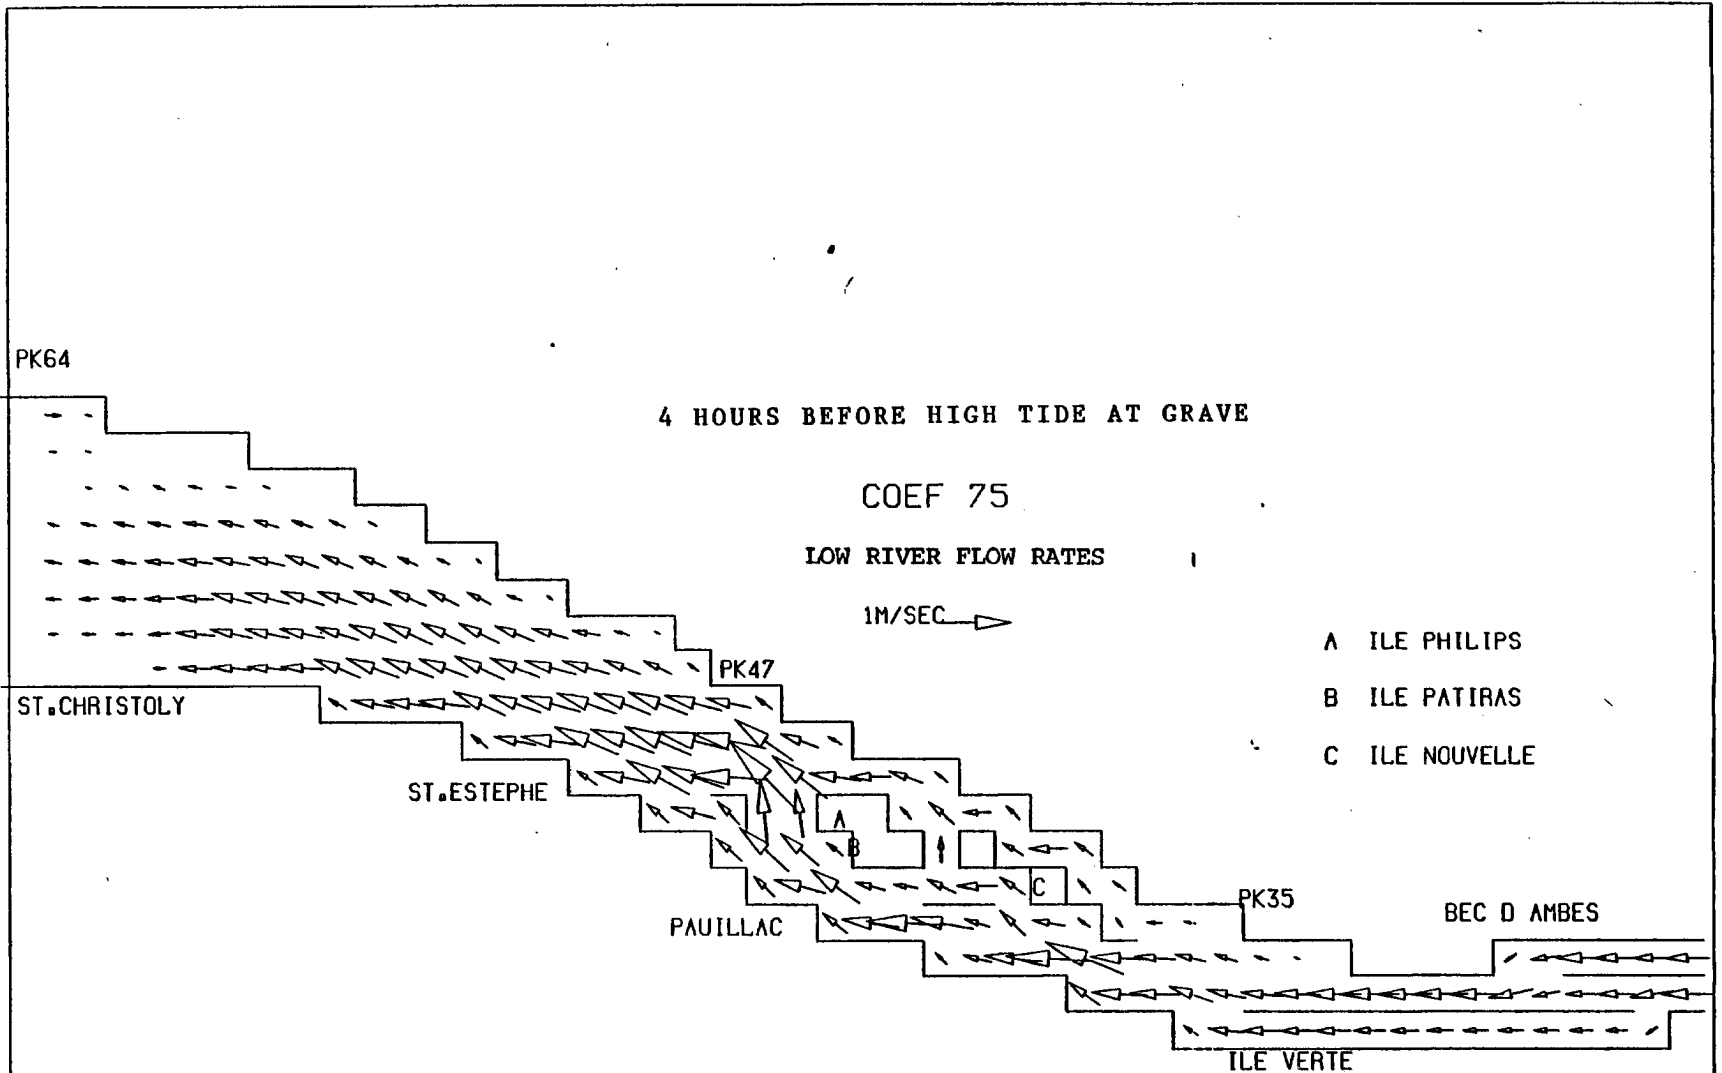 PK64
4 HOURS BEFORE HIGH TIDE AT GRAVE
COEF 75
LOW RIVER FLOW RATES
1M/SEC
A ILE PHILIPS
B ILE PATIRAS
C ILE NOUVELLE
PK47
ST.CHRISTOLY
ST.ESTEPHE
A
B
C
PK35
BEC D AMBES
PAUILLAC
ILE VERTE